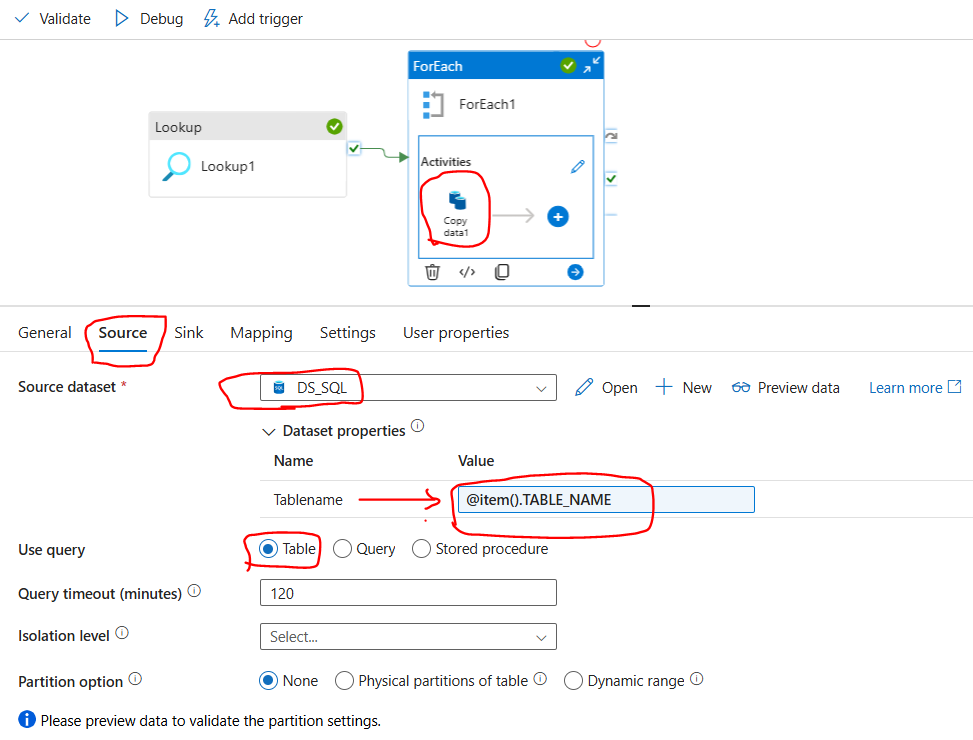 Validate Debug Add trigger
ForEach
ForEach1
Lookup
Lookup1
Activities
Copy
data1
General Source Sink Mapping Settings User properties
Source dataset * SQL DS_SQL Open New Preview data Learn more
Dataset properties
Name Value
Tablename @item().TABLE_NAME
Use query Table Query Stored procedure
Query timeout (minutes) 120
Isolation level Select...
Partition option None Physical partitions of table Dynamic range
Please preview data to validate the partition settings.